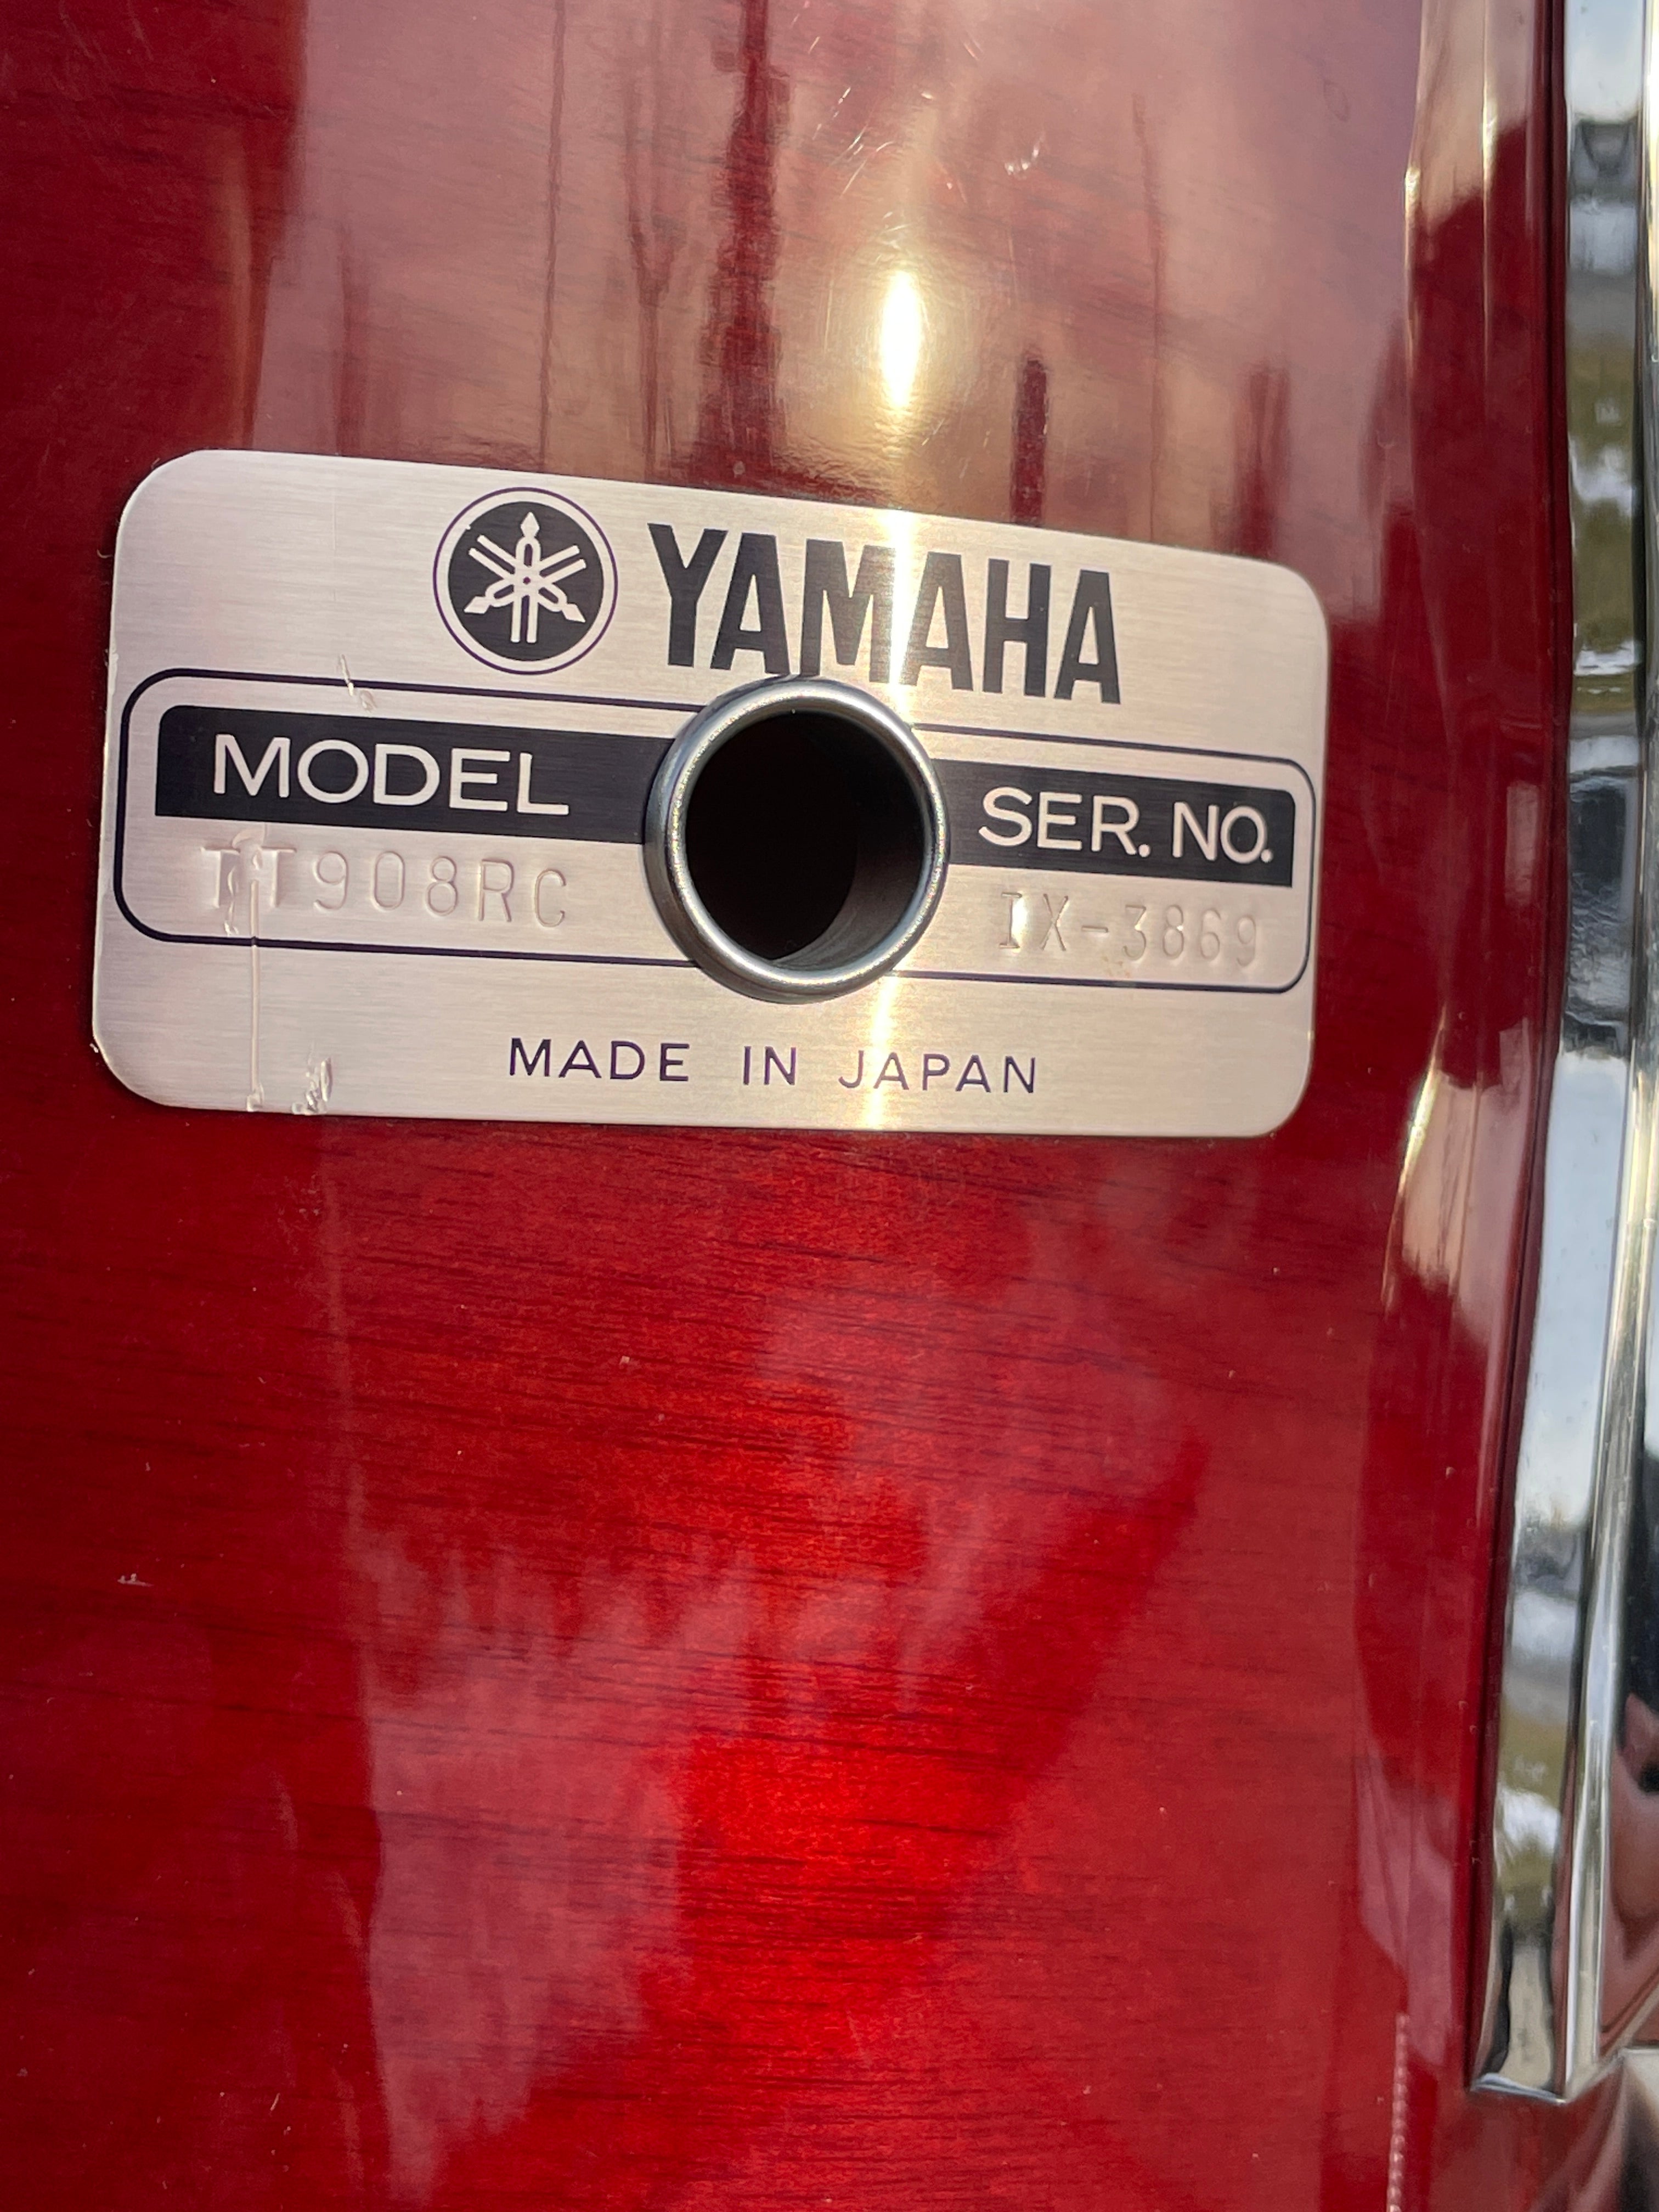 YAMAHA
MODEL SER. NO.
TT908RC IX-3869
MADE IN JAPAN